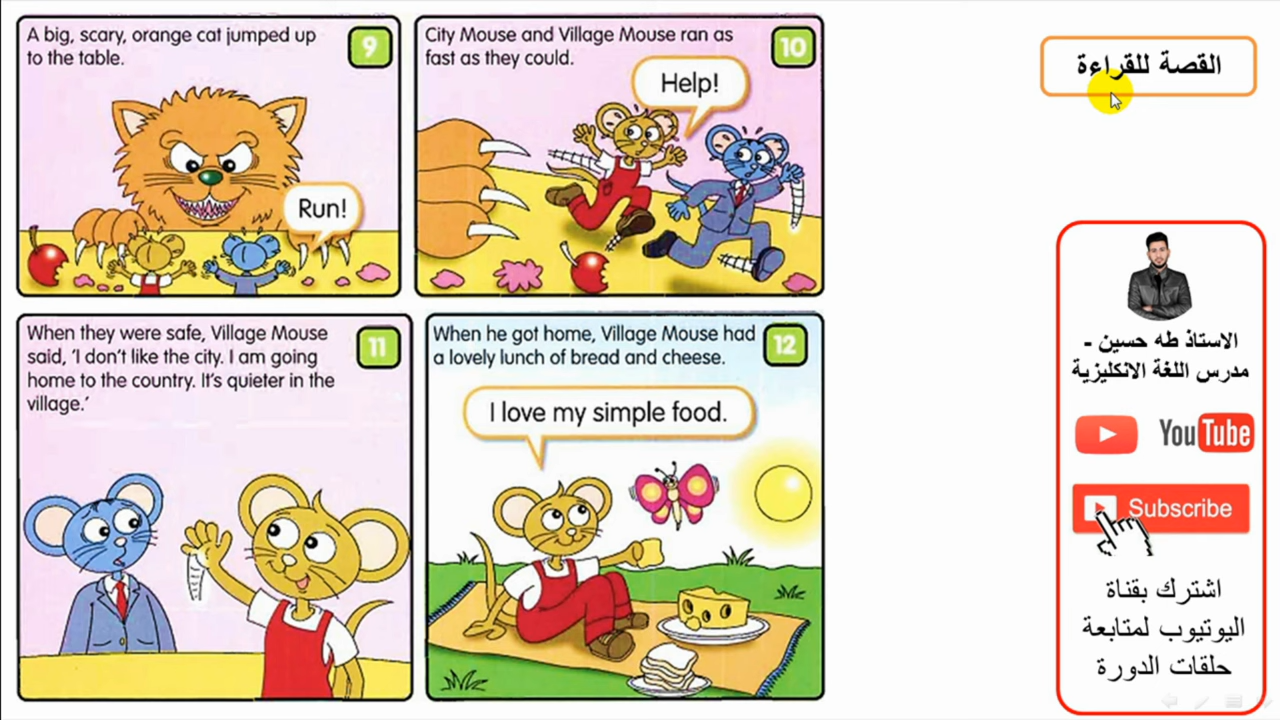 A big, scary, orange cat jumped up
to the table.
9
Run!
City Mouse and Village Mouse ran as
fast as they could.
10
Help!
When they were safe, Village Mouse
said, 'I don't like the city. I am going
home to the country. It's quieter in the
village.'
11
When he got home, Village Mouse had
a lovely lunch of bread and cheese.
12
I love my simple food.
القصة للقراءة
الاستاذ طه حسين -
مدرس اللغة الانكليزية
YouTube
Subscribe
اشترك بقناة
اليوتيوب لمتابعة
حلقات الدورة